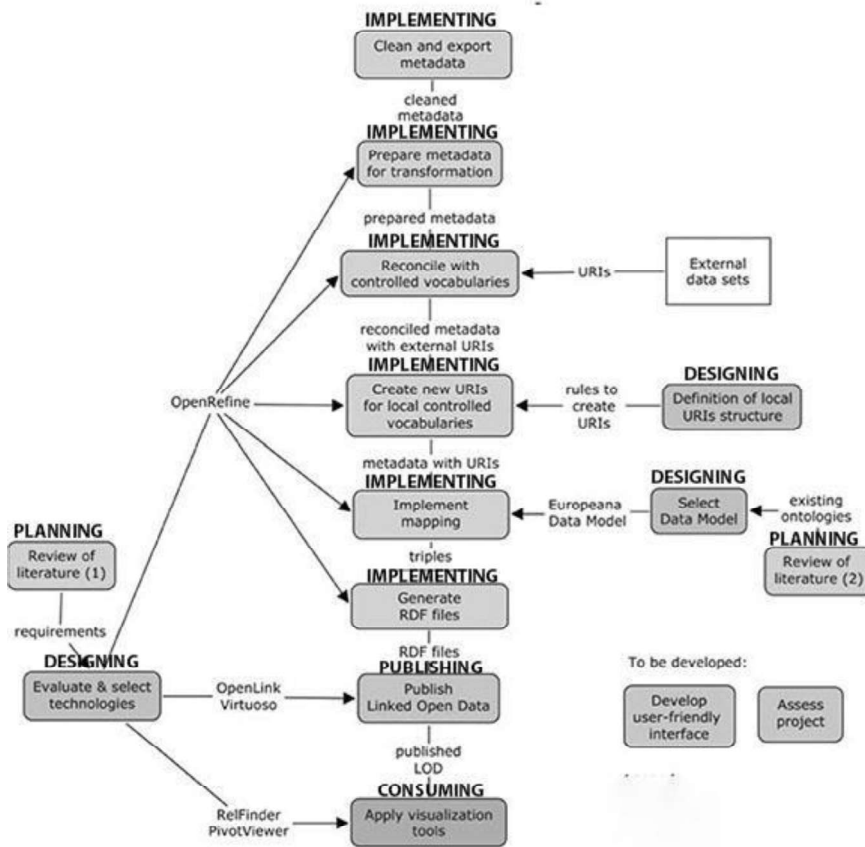 IMPLEMENTING
Clean and export
metadata
cleaned
metadata
IMPLEMENTING
Prepare metadata
for transformation
prepared metadata
IMPLEMENTING
Reconcile with
controlled vocabularies
URIs
External
data sets
reconciled metadata
with external URIs
IMPLEMENTING
Create new URIs
for local controlled
vocabularies
OpenRefine
rules to
create
URIs
DESIGNING
Definition of local
URIs structure
metadata with URIs
IMPLEMENTING
Implement
mapping
Europeana
Data Model
DESIGNING
Select
Data Model
existing
ontologies
PLANNING
Review of
literature (2)
PLANNING
Review of
literature (1)
triples
IMPLEMENTING
Generate
RDF files
requirements
RDF files
DESIGNING
Evaluate & select
technologies
OpenLink
Virtuoso
PUBLISHING
Publish
Linked Open Data
To be developed:
Develop
user-friendly
interface
Assess
project
published
LOD
CONSUMING
RelFinder
PivotViewer
Apply visualization
tools